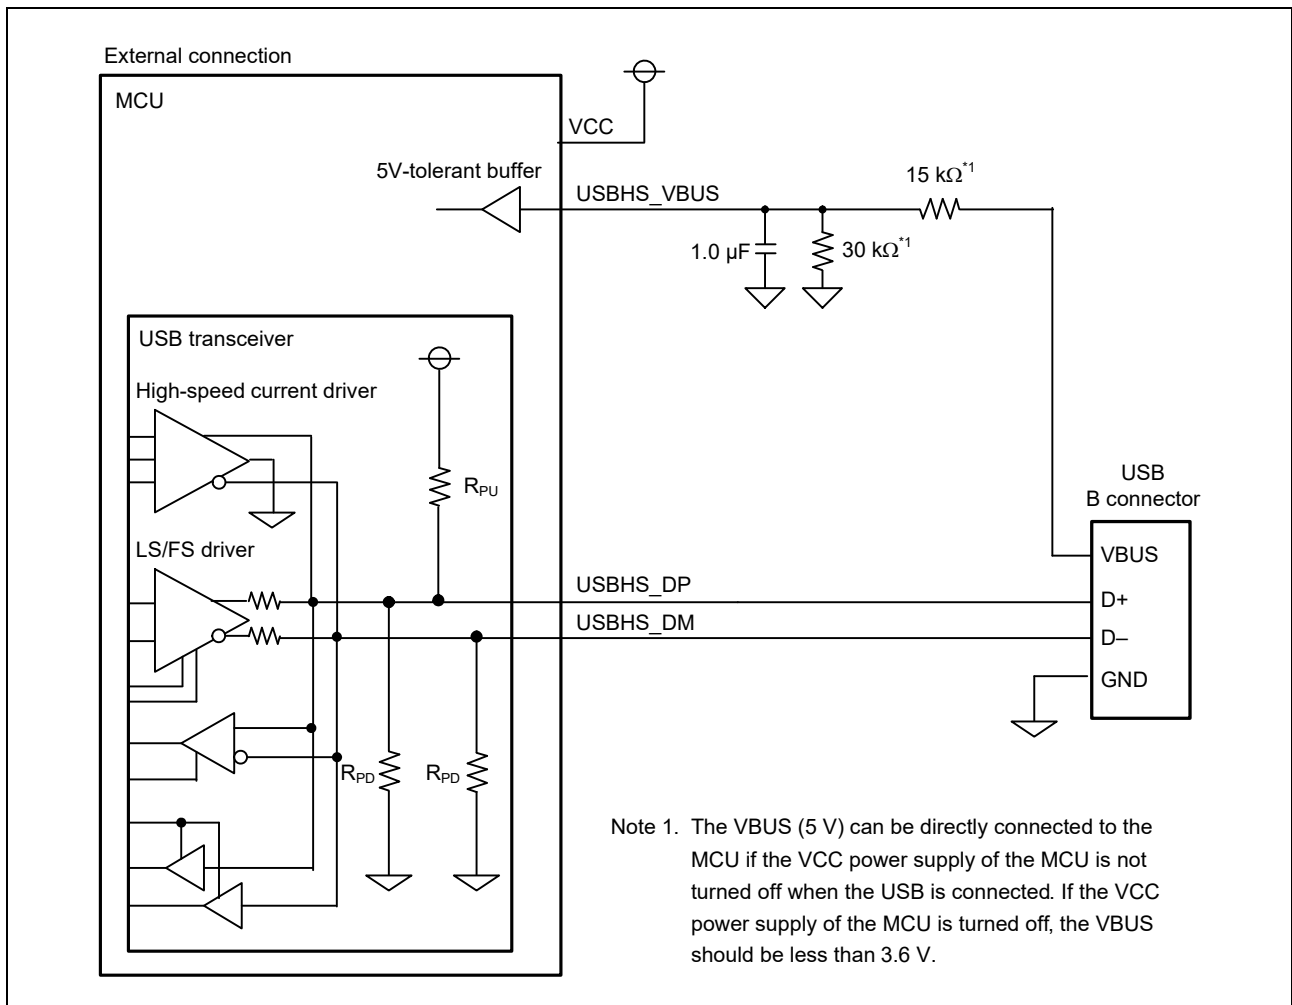 External connection
MCU
VCC
5V-tolerant buffer
USBHS_VBUS
15 kΩ*1
1.0 µF
30 kΩ*1
USB transceiver
High-speed current driver
RPU
USB
B connector
LS/FS driver
VBUS
USBHS_DP
D+
USBHS_DM
D–
GND
RPD
RPD
Note 1. The VBUS (5 V) can be directly connected to the
MCU if the VCC power supply of the MCU is not
turned off when the USB is connected. If the VCC
power supply of the MCU is turned off, the VBUS
should be less than 3.6 V.